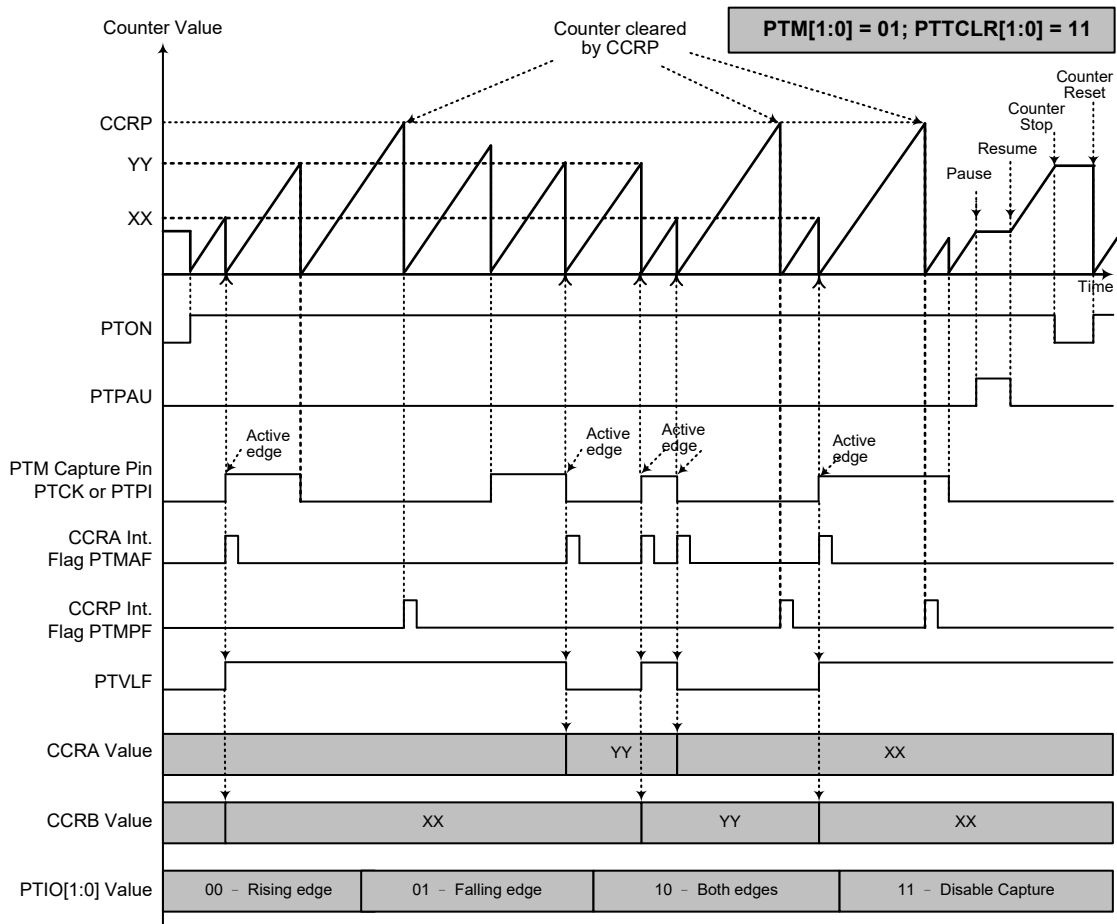 Counter Value
Counter cleared
by CCRP
PTM[1:0] = 01; PTTCLR[1:0] = 11
Counter
Reset
Counter
Stop
Resume
Pause
CCRP
YY
XX
Time
PTON
PTPAU
Active
edge
Active
edge
Active
edge
Active
edge
PTM Capture Pin
PTCK or PTPI
CCRA Int.
Flag PTMAF
CCRP Int.
Flag PTMPF
PTVLF
CCRA Value
YY
XX
CCRB Value
XX
YY
XX
PTIO[1:0] Value
00 – Rising edge
01 – Falling edge
10 – Both edges
11 – Disable Capture